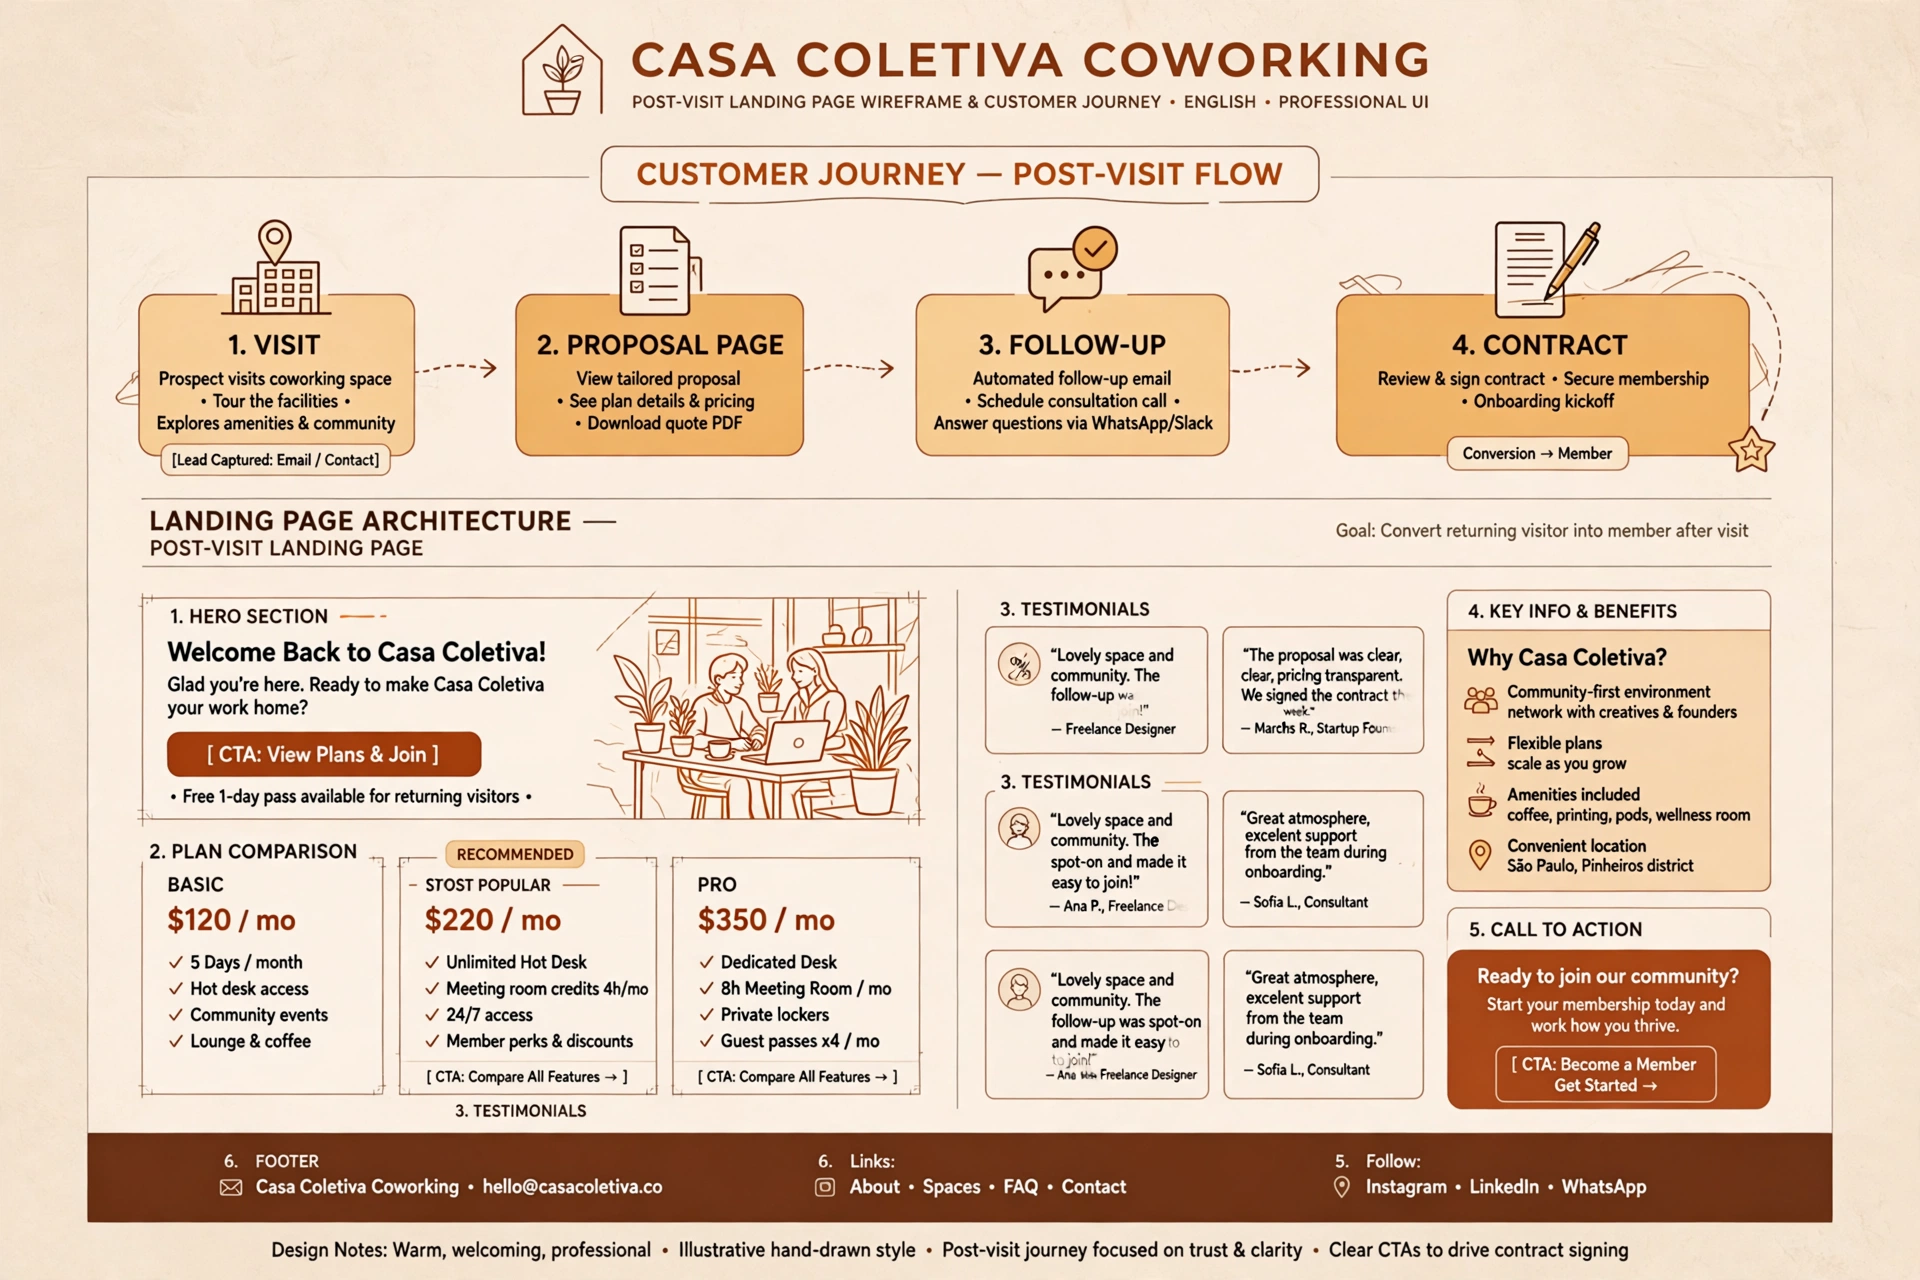 CASA COLETIVA COWORKING
POST-VISIT LANDING PAGE WIREFRAME & CUSTOMER JOURNEY • ENGLISH • PROFESSIONAL UI
CUSTOMER JOURNEY — POST-VISIT FLOW
1. VISIT
Prospect visits coworking space
• Tour the facilities •
Explores amenities & community
[Lead Captured: Email / Contact]
2. PROPOSAL PAGE
View tailored proposal
• See plan details & pricing
• Download quote PDF
3. FOLLOW-UP
Automated follow-up email
• Schedule consultation call •
Answer questions via WhatsApp/Slack
4. CONTRACT
Review & sign contract • Secure membership
• Onboarding kickoff
Conversion → Member
LANDING PAGE ARCHITECTURE —
POST-VISIT LANDING PAGE
Goal: Convert returning visitor into member after visit
1. HERO SECTION
Welcome Back to Casa Coletiva!
Glad you're here. Ready to make Casa Coletiva
your work home?
[ CTA: View Plans & Join ]
• Free 1-day pass available for returning visitors •
2. PLAN COMPARISON
BASIC
$120 / mo
✓ 5 Days / month
✓ Hot desk access
✓ Community events
✓ Lounge & coffee
RECOMMENDED
STOST POPULAR
$220 / mo
✓ Unlimited Hot Desk
✓ Meeting room credits 4h/mo
✓ 24/7 access
✓ Member perks & discounts
[ CTA: Compare All Features → ]
PRO
$350 / mo
✓ Dedicated Desk
✓ 8h Meeting Room / mo
✓ Private lockers
✓ Guest passes x4 / mo
[ CTA: Compare All Features → ]
3. TESTIMONIALS
3. TESTIMONIALS
"Lovely space and
community. The
follow-up
— Freelance Designer
"The proposal was clear,
clear, pricing transparent.
We signed the contract
week."
— Marchs R., Startup
3. TESTIMONIALS
"Lovely space and
community. The
spot-on and made it
easy to join!"
— Ana P., Freelance
"Great atmosphere,
excelent support
from the team during
onboarding."
— Sofia L., Consultant
"Lovely space and
community. The
follow-up was spot-on
and made it easy to
to join!"
— Ana Freelance Designer
"Great atmosphere,
excelent support
from the team
during onboarding."
— Sofia L., Consultant
4. KEY INFO & BENEFITS
Why Casa Coletiva?
Community-first environment
network with creatives & founders
Flexible plans
scale as you grow
Amenities included
coffee, printing, pods, wellness room
Convenient location
São Paulo, Pinheiros district
5. CALL TO ACTION
Ready to join our community?
Start your membership today and
work how you thrive.
[ CTA: Become a Member
Get Started →
6. FOOTER
Casa Coletiva Coworking • hello@casacoletiva.co
6. Links:
About • Spaces • FAQ • Contact
5. Follow:
Instagram • LinkedIn • WhatsApp
Design Notes: Warm, welcoming, professional • Illustrative hand-drawn style • Post-visit journey focused on trust & clarity • Clear CTAs to drive contract signing